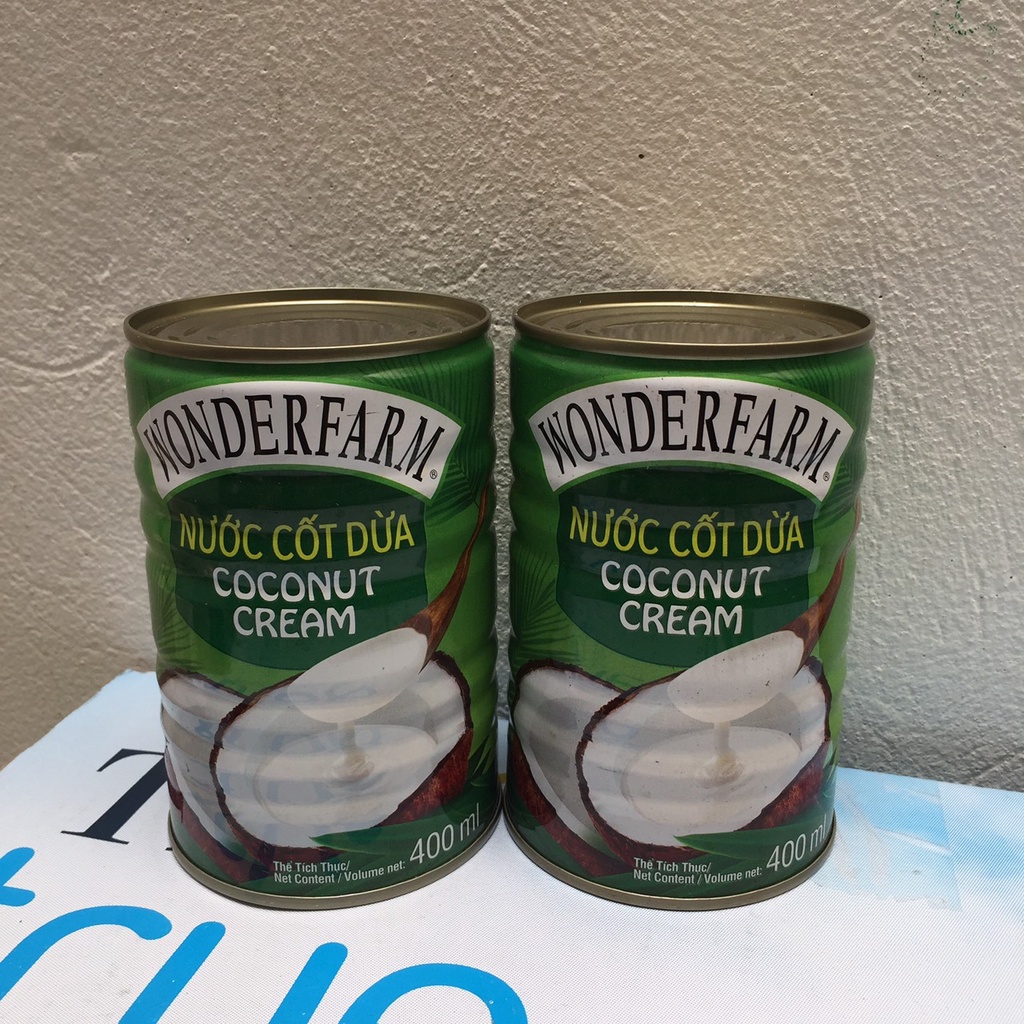 WONDERFARM®
NƯỚC CỐT DỪA
COCONUT
CREAM
Thể Tích Thực/
Net Content / Volume net: 400 ml
WONDERFARM®
NƯỚC CỐT DỪA
COCONUT
CREAM
Thể Tích Thực/
Net Content / Volume net: 400 ml
T
true